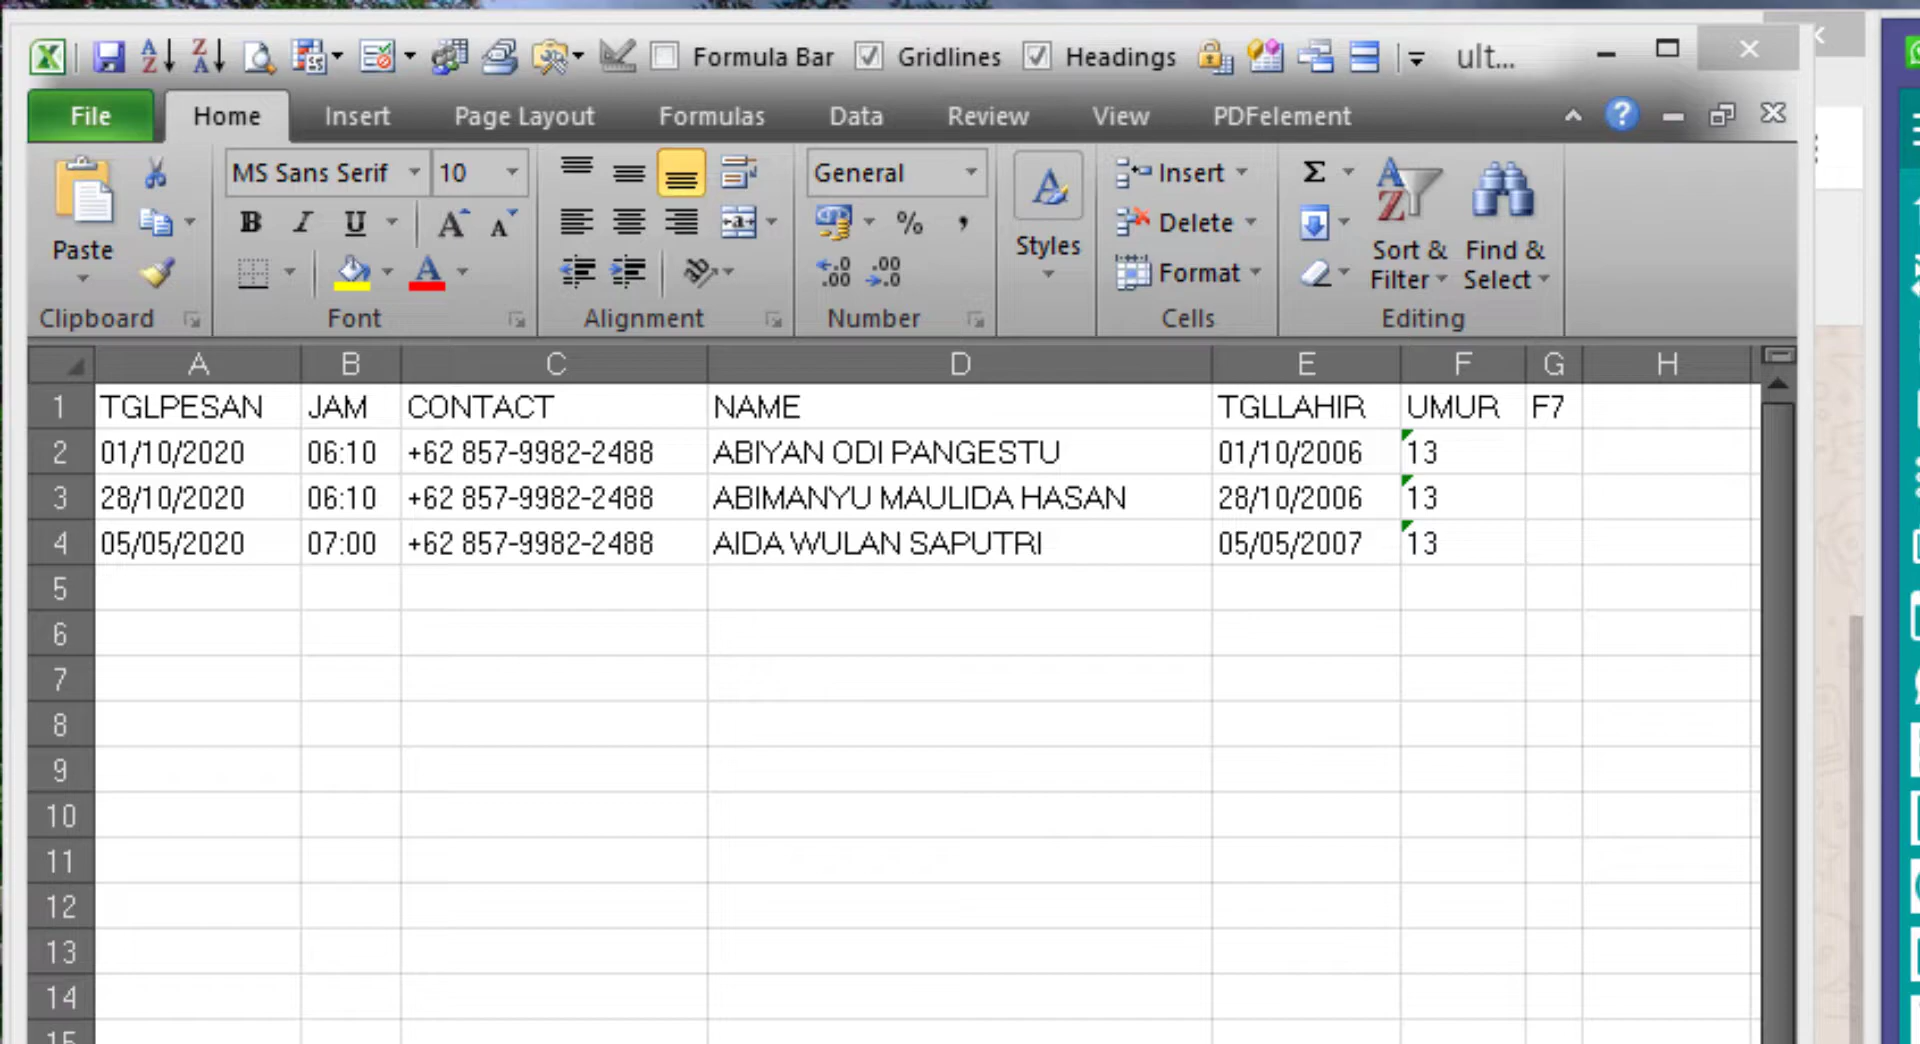 Formula Bar Gridlines Headings ult...
File Home Insert Page Layout Formulas Data Review View PDFelement
Paste
Clipboard
MS Sans Serif 10
B I U A A
A
Font
Alignment
General
% ,
.0 .00
.00 .0
Number
Styles
Insert
Delete
Format
Cells
Σ
Sort & Filter
Find & Select
Editing
A B C D E F G H
1 TGLPESAN JAM CONTACT NAME TGLLAHIR UMUR F7
2 01/10/2020 06:10 +62 857-9982-2488 ABIYAN ODI PANGESTU 01/10/2006 13
3 28/10/2020 06:10 +62 857-9982-2488 ABIMANYU MAULIDA HASAN 28/10/2006 13
4 05/05/2020 07:00 +62 857-9982-2488 AIDA WULAN SAPUTRI 05/05/2007 13
5
6
7
8
9
10
11
12
13
14
15